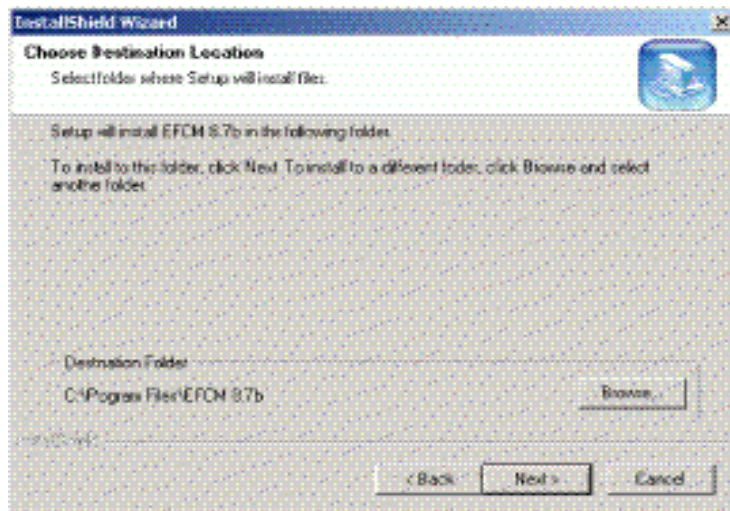 InstallShield Wizard
Choose Destination Location
Select folder where Setup will install files.
Setup will install EFCM 8.7b in the following folder.
To install to this folder, click Next. To install to a different folder, click Browse and select
another folder.
Destination Folder
C:\Program Files\EFCM 8.7b
Browse...
InstallShield
< Back
Next >
Cancel